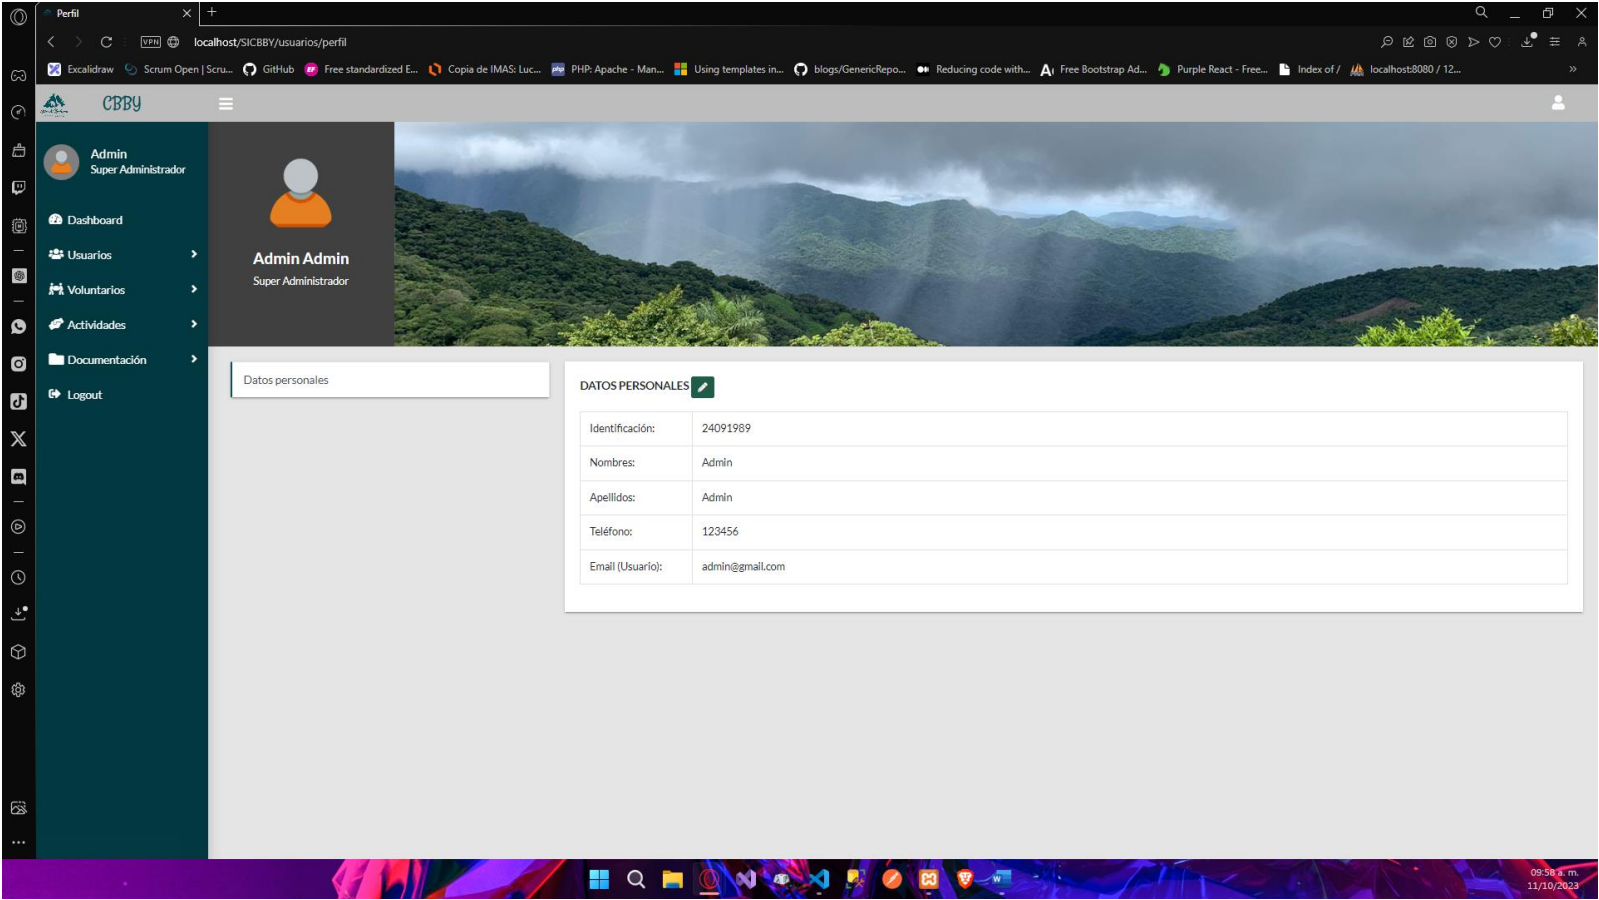 Perfil
VPN localhost/SICBBY/usuarios/perfil
Excalidraw Scrum Open | Scru... GitHub Free standardized E... Copia de IMAS: Luc... PHP: Apache - Man... Using templates in... blogs/GenericRepo... Reducing code with... Free Bootstrap Ad... Purple React - Free... Index of / localhost:8080 / 12...
CBBY
Admin
Super Administrador
Dashboard
Usuarios
Voluntarios
Actividades
Documentación
Logout
Admin Admin
Super Administrador
Datos personales
DATOS PERSONALES
Identificación: 24091989
Nombres: Admin
Apellidos: Admin
Teléfono: 123456
Email (Usuario): admin@gmail.com
09:58 a. m.
11/10/2023